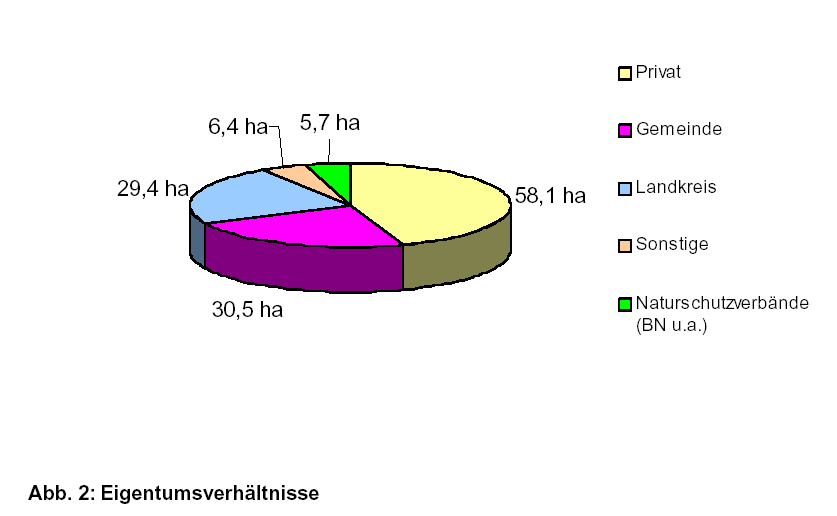 6,4 ha
5,7 ha
29,4 ha
58,1 ha
30,5 ha
Privat
Gemeinde
Landkreis
Sonstige
Naturschutzverbände
(BN u.a.)
Abb. 2: Eigentumsverhältnisse